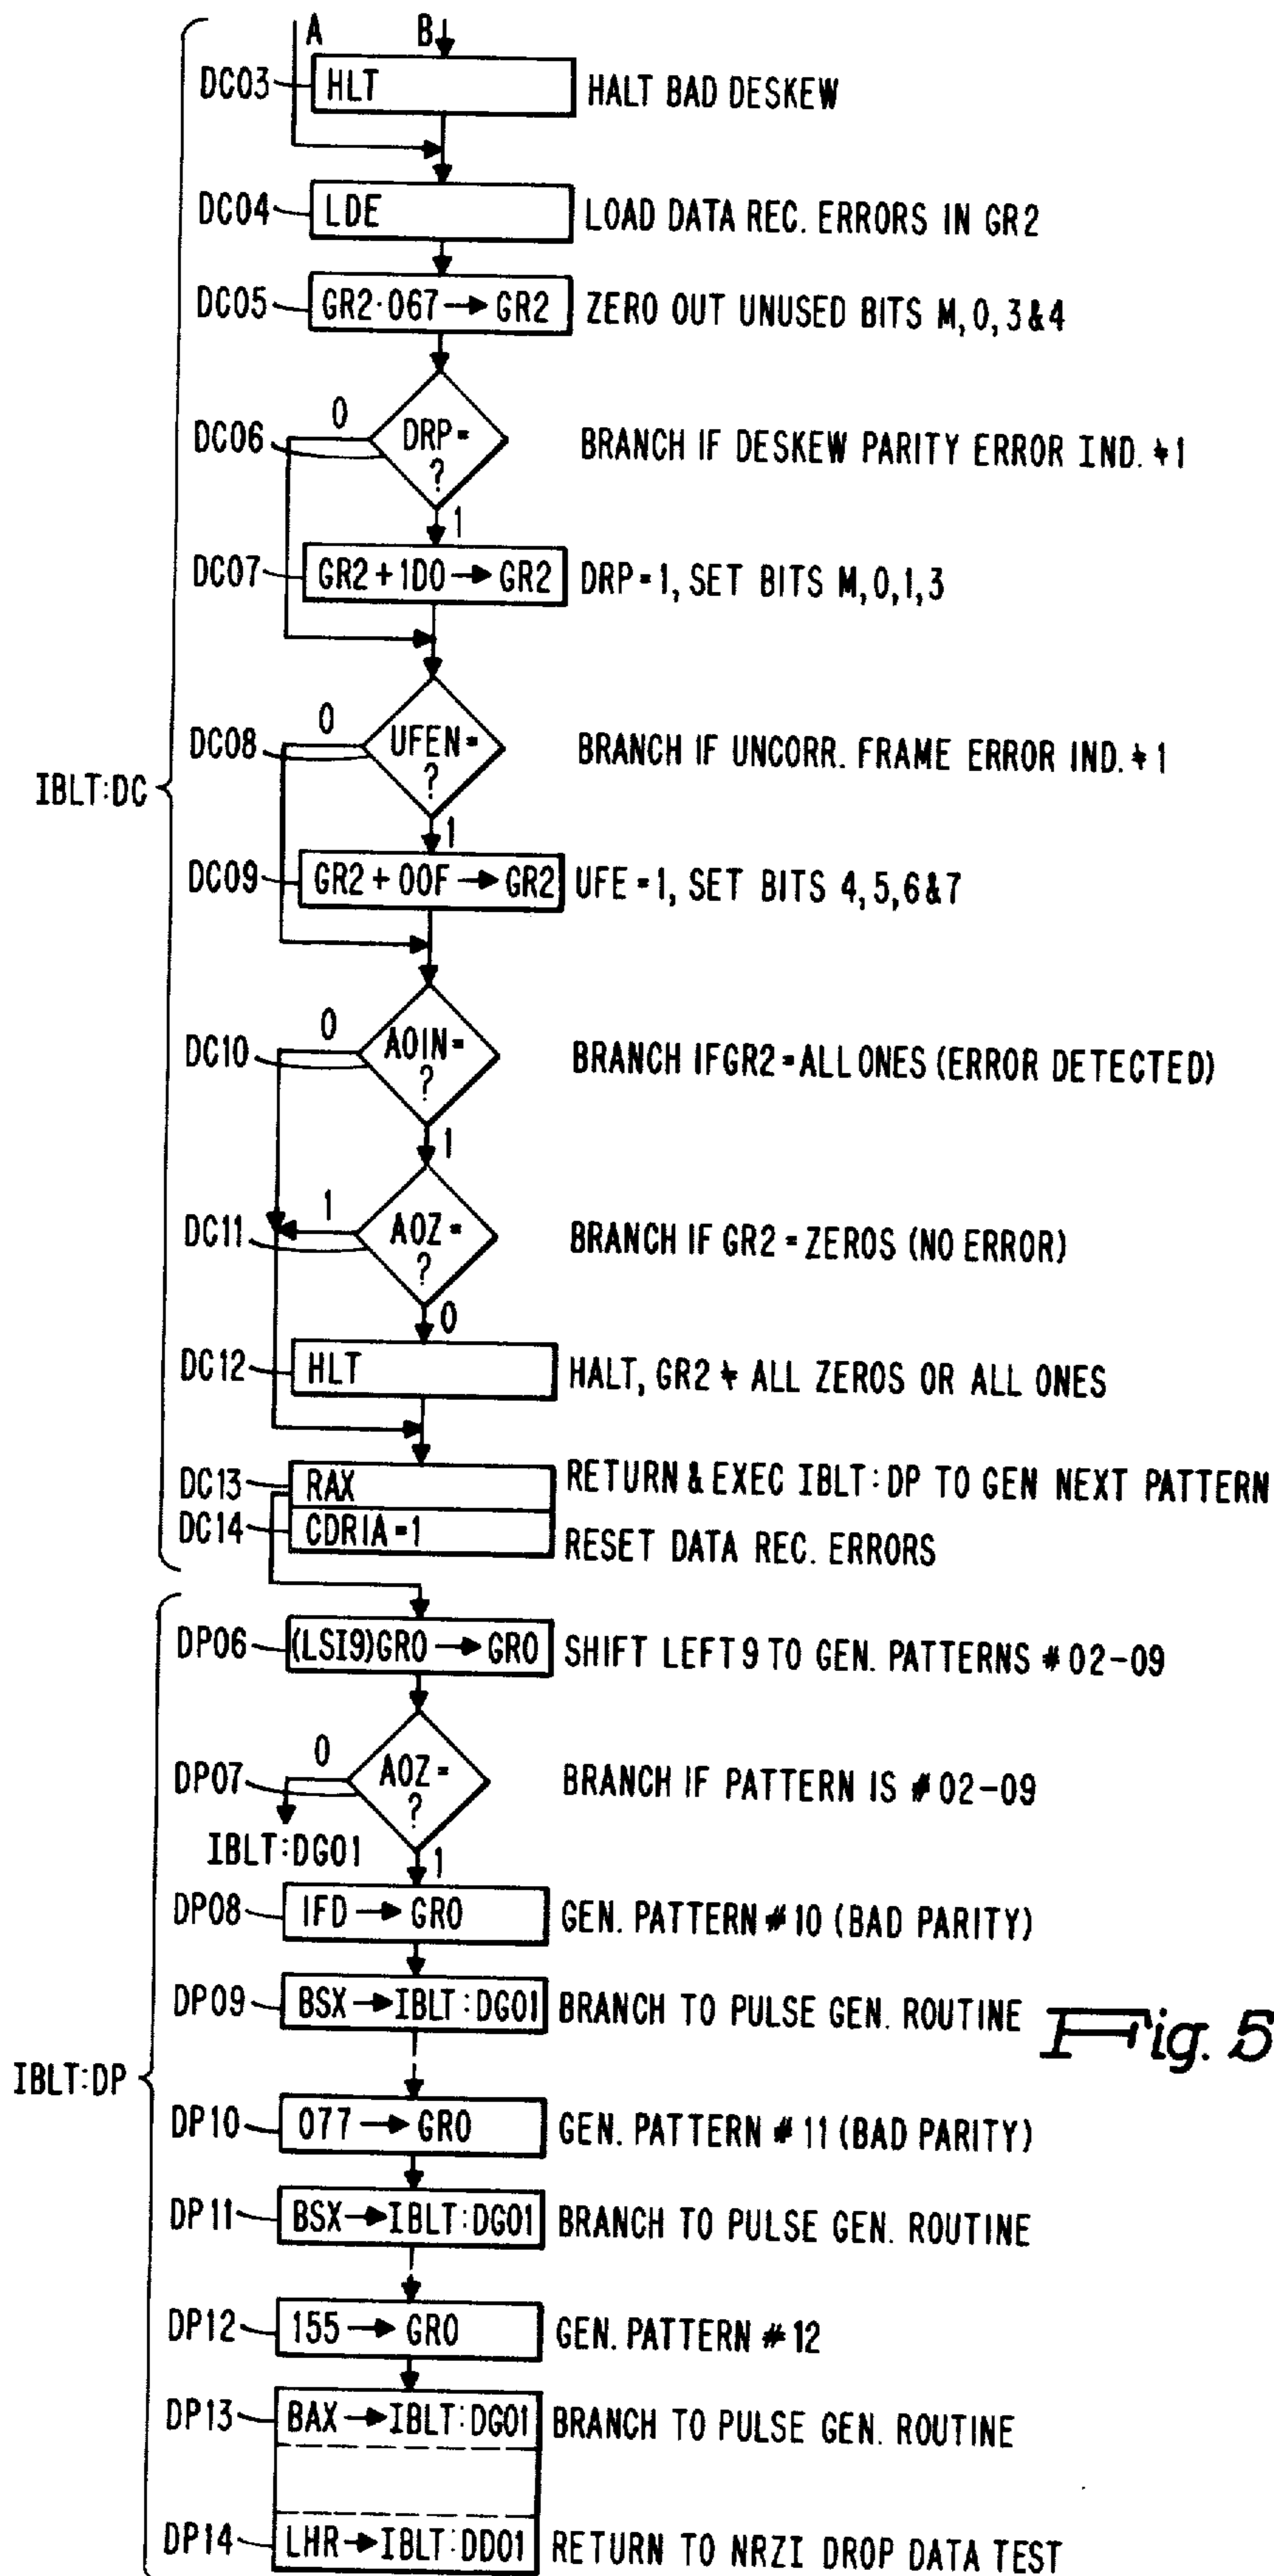 A B
DC03 HLT HALT BAD DESKEW
DC04 LDE LOAD DATA REC. ERRORS IN GR2
DC05 GR2·067 → GR2 ZERO OUT UNUSED BITS M, 0, 3 & 4
0
DC06 DRP = ? BRANCH IF DESKEW PARITY ERROR IND. ≠ 1
1
DC07 GR2 + 1D0 → GR2 DRP = 1, SET BITS M, 0, 1, 3
0
DC08 UFEN = ? BRANCH IF UNCORR. FRAME ERROR IND. ≠ 1
IBLT:DC
1
DC09 GR2 + 00F → GR2 UFE = 1, SET BITS 4, 5, 6 & 7
0
DC10 AOIN = ? BRANCH IF GR2 = ALL ONES (ERROR DETECTED)
1
1
DC11 AOZ = ? BRANCH IF GR2 = ZEROS (NO ERROR)
0
DC12 HLT HALT, GR2 ≠ ALL ZEROS OR ALL ONES
DC13 RAX RETURN & EXEC IBLT:DP TO GEN NEXT PATTERN
DC14 CDRIA = 1 RESET DATA REC. ERRORS
DP06 (LSI9)GR0 → GR0 SHIFT LEFT 9 TO GEN. PATTERNS # 02-09
0
DP07 AOZ = ? BRANCH IF PATTERN IS # 02-09
IBLT:DG01
1
DP08 IFD → GR0 GEN. PATTERN # 10 (BAD PARITY)
DP09 BSX → IBLT:DG01 BRANCH TO PULSE GEN. ROUTINE
Fig. 5
IBLT:DP
DP10 077 → GR0 GEN. PATTERN # 11 (BAD PARITY)
DP11 BSX → IBLT:DG01 BRANCH TO PULSE GEN. ROUTINE
DP12 155 → GR0 GEN. PATTERN # 12
DP13 BAX → IBLT:DG01 BRANCH TO PULSE GEN. ROUTINE
DP14 LHR → IBLT:DD01 RETURN TO NRZI DROP DATA TEST